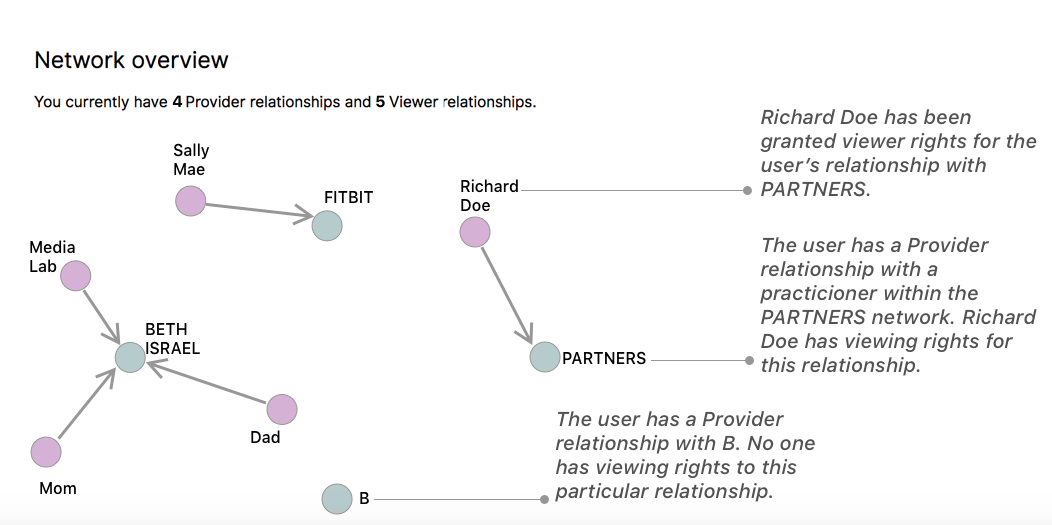 Network overview
You currently have 4 Provider relationships and 5 Viewer relationships.
Sally
Mae
FITBIT
Richard
Doe
Media
Lab
BETH
ISRAEL
PARTNERS
Dad
Mom
B
Richard Doe has been
granted viewer rights for the
user's relationship with
PARTNERS.
The user has a Provider
relationship with a
practicioner within the
PARTNERS network. Richard
Doe has viewing rights for
this relationship.
The user has a Provider
relationship with B. No one
has viewing rights to this
particular relationship.